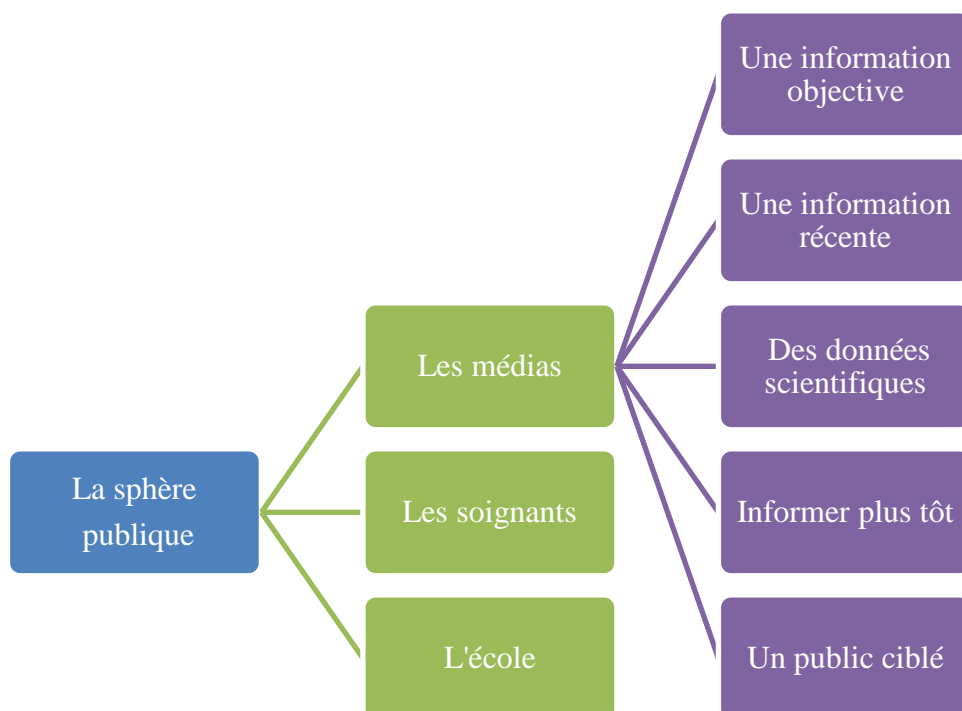 La sphère
publique
Les médias
Les soignants
L'école
Une information
objective
Une information
récente
Des données
scientifiques
Informer plus tôt
Un public ciblé